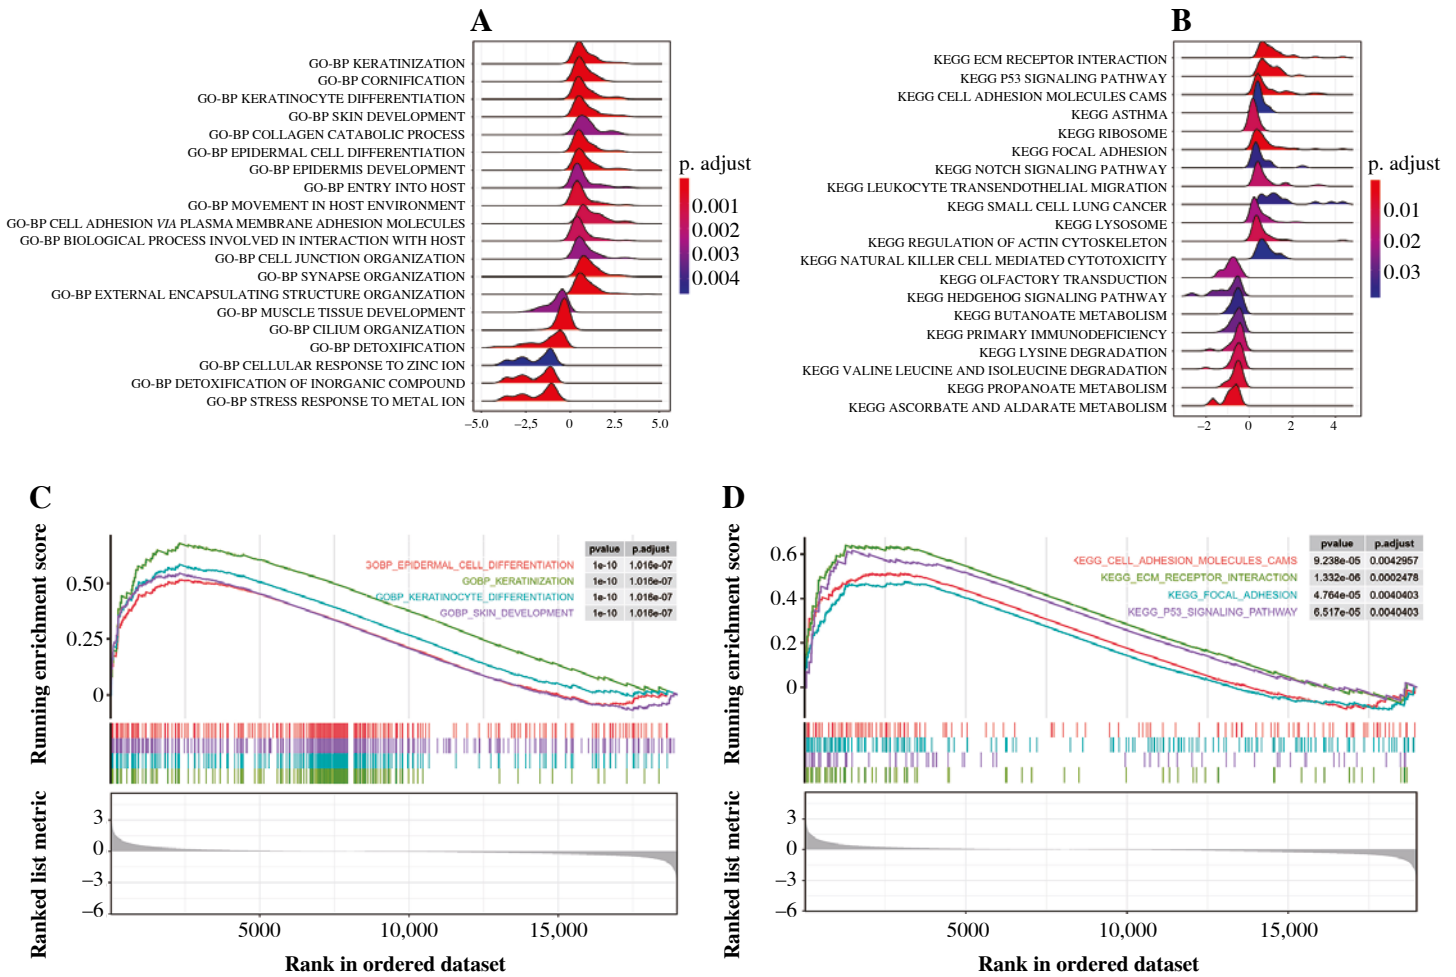 A
GO-BP KERATINIZATION
GO-BP CORNIFICATION
GO-BP KERATINOCYTE DIFFERENTIATION
GO-BP SKIN DEVELOPMENT
GO-BP COLLAGEN CATABOLIC PROCESS
GO-BP EPIDERMAL CELL DIFFERENTIATION
GO-BP EPIDERMIS DEVELOPMENT
GO-BP ENTRY INTO HOST
GO-BP MOVEMENT IN HOST ENVIRONMENT
GO-BP CELL ADHESION VIA PLASMA MEMBRANE ADHESION MOLECULES
GO-BP BIOLOGICAL PROCESS INVOLVED IN INTERACTION WITH HOST
GO-BP CELL JUNCTION ORGANIZATION
GO-BP SYNAPSE ORGANIZATION
GO-BP EXTERNAL ENCAPSULATING STRUCTURE ORGANIZATION
GO-BP MUSCLE TISSUE DEVELOPMENT
GO-BP CILIUM ORGANIZATION
GO-BP DETOXIFICATION
GO-BP CELLULAR RESPONSE TO ZINC ION
GO-BP DETOXIFICATION OF INORGANIC COMPOUND
GO-BP STRESS RESPONSE TO METAL ION
–5.0 –2,5 0 2.5 5.0
p. adjust
0.001
0.002
0.003
0.004
B
KEGG ECM RECEPTOR INTERACTION
KEGG P53 SIGNALING PATHWAY
KEGG CELL ADHESION MOLECULES CAMS
KEGG ASTHMA
KEGG RIBOSOME
KEGG FOCAL ADHESION
KEGG NOTCH SIGNALING PATHWAY
KEGG LEUKOCYTE TRANSENDOTHELIAL MIGRATION
KEGG SMALL CELL LUNG CANCER
KEGG LYSOSOME
KEGG REGULATION OF ACTIN CYTOSKELETON
KEGG NATURAL KILLER CELL MEDIATED CYTOTOXICITY
KEGG OLFACTORY TRANSDUCTION
KEGG HEDGEHOG SIGNALING PATHWAY
KEGG BUTANOATE METABOLISM
KEGG PRIMARY IMMUNODEFICIENCY
KEGG LYSINE DEGRADATION
KEGG VALINE LEUCINE AND ISOLEUCINE DEGRADATION
KEGG PROPANOATE METABOLISM
KEGG ASCORBATE AND ALDARATE METABOLISM
–2 0 2 4
p. adjust
0.01
0.02
0.03
C
Running enrichment score
0.50
0.25
0
pvalue p.adjust
GOBP_EPIDERMAL_CELL_DIFFERENTIATION 1e-10 1.016e-07
GOBP_KERATINIZATION 1e-10 1.016e-07
GOBP_KERATINOCYTE_DIFFERENTIATION 1e-10 1.016e-07
GOBP_SKIN_DEVELOPMENT 1e-10 1.016e-07
Ranked list metric
3
0
–3
–6
5000 10,000 15,000
Rank in ordered dataset
D
Running enrichment score
0.6
0.4
0.2
0
pvalue p.adjust
KEGG_CELL_ADHESION_MOLECULES_CAMS 9.238e-05 0.0042957
KEGG_ECM_RECEPTOR_INTERACTION 1.332e-06 0.0002478
KEGG_FOCAL_ADHESION 4.764e-05 0.0040403
KEGG_P53_SIGNALING_PATHWAY 6.517e-05 0.0040403
Ranked list metric
3
0
–3
–6
5000 10,000 15,000
Rank in ordered dataset